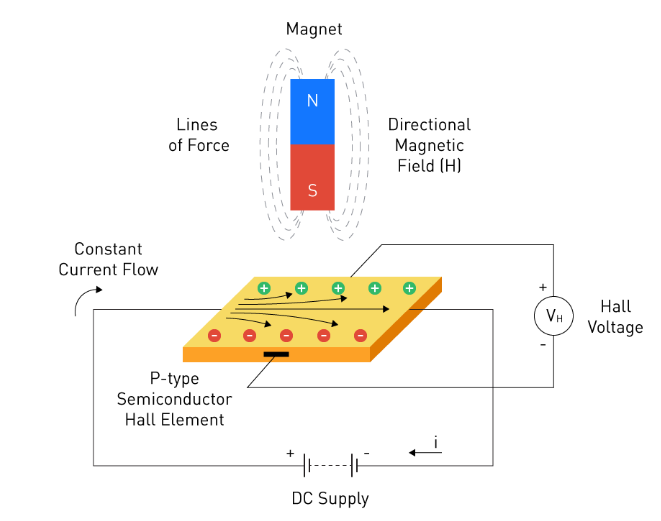 Magnet
N
S
Lines
of Force
Directional
Magnetic
Field (H)
Constant
Current Flow
+ + + + +
- - - - -
+
VH
-
Hall
Voltage
P-type
Semiconductor
Hall Element
+ -
i
DC Supply